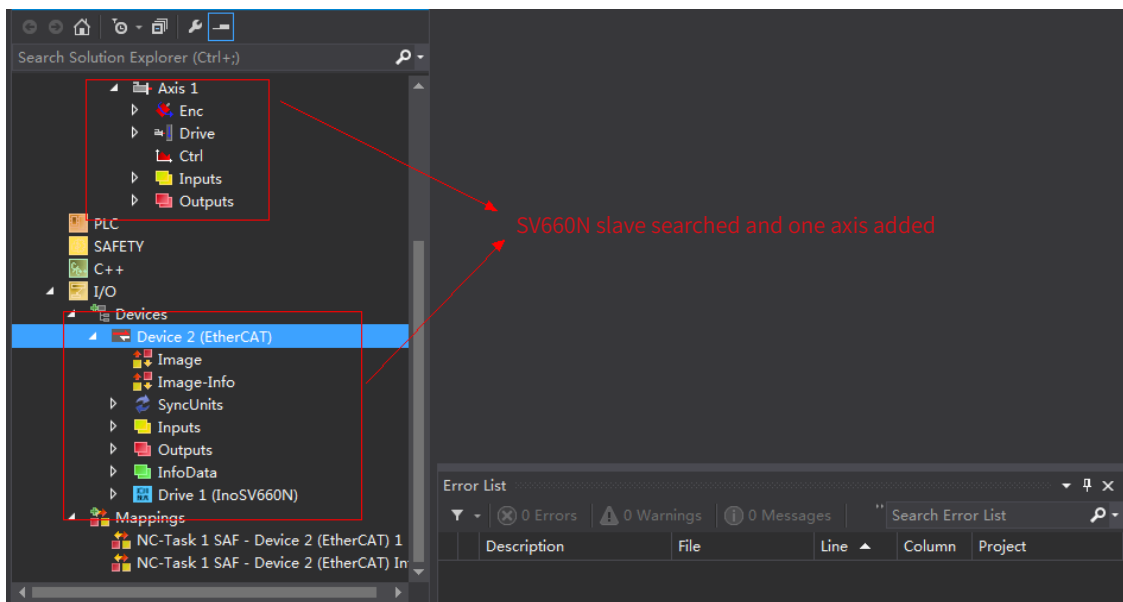 Search Solution Explorer (Ctrl+;)
Axis 1
Enc
Drive
Ctrl
Inputs
Outputs
PLC
SAFETY
C++
I/O
Devices
Device 2 (EtherCAT)
Image
Image-Info
SyncUnits
Inputs
Outputs
InfoData
Drive 1 (InoSV660N)
Mappings
NC-Task 1 SAF - Device 2 (EtherCAT) 1
NC-Task 1 SAF - Device 2 (EtherCAT) In
SV660N slave searched and one axis added
Error List
0 Errors 0 Warnings 0 Messages " Search Error List
Description File Line Column Project